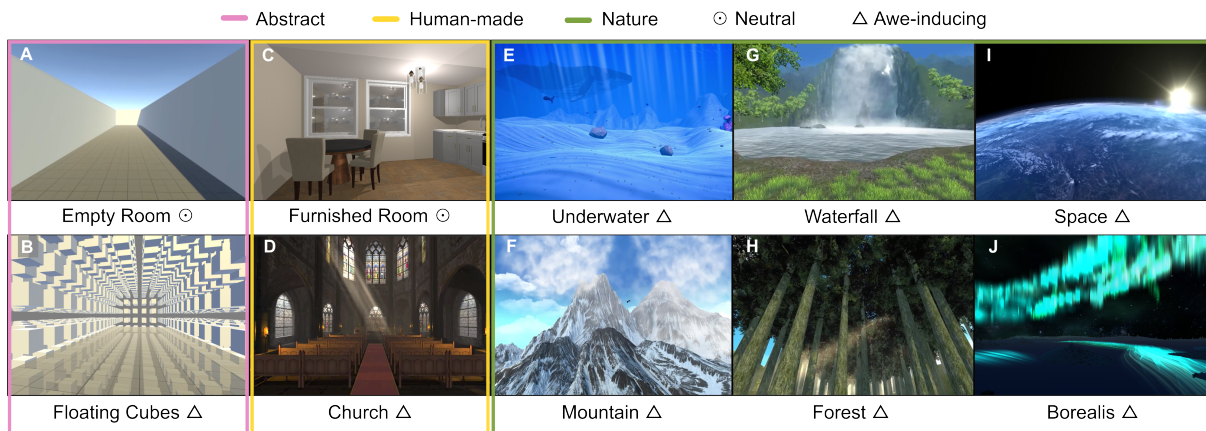 Abstract Human-made Nature ⊙ Neutral △ Awe-inducing
A C E G I
Empty Room ⊙ Furnished Room ⊙ Underwater △ Waterfall △ Space △
B D F H J
Floating Cubes △ Church △ Mountain △ Forest △ Borealis △